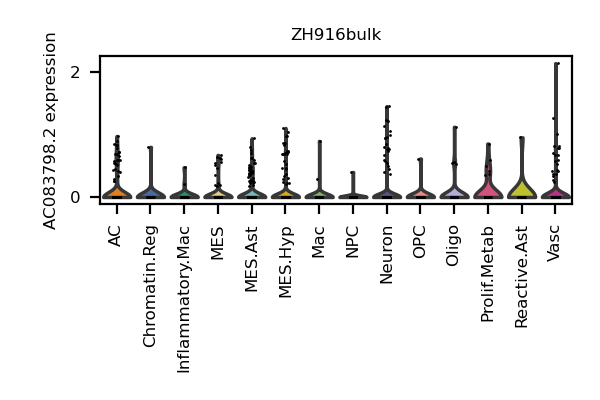 ZH916bulk
AC083798.2 expression
2
0
AC
Chromatin.Reg
Inflammatory.Mac
MES
MES.Ast
MES.Hyp
Mac
NPC
Neuron
OPC
Oligo
Prolif.Metab
Reactive.Ast
Vasc